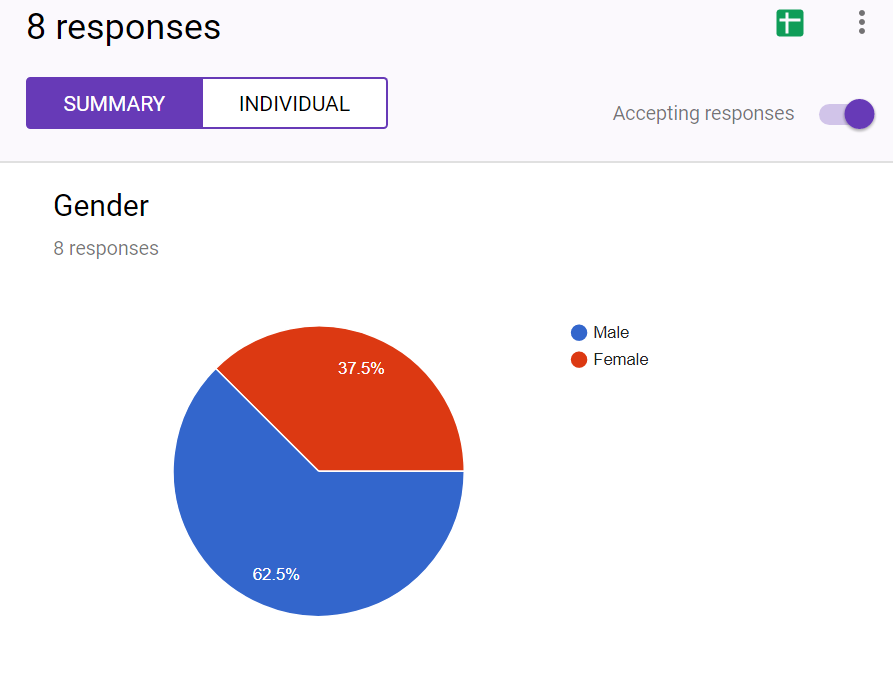 8 responses
SUMMARY
INDIVIDUAL
Accepting responses
Gender
8 responses
Male
Female
37.5%
62.5%